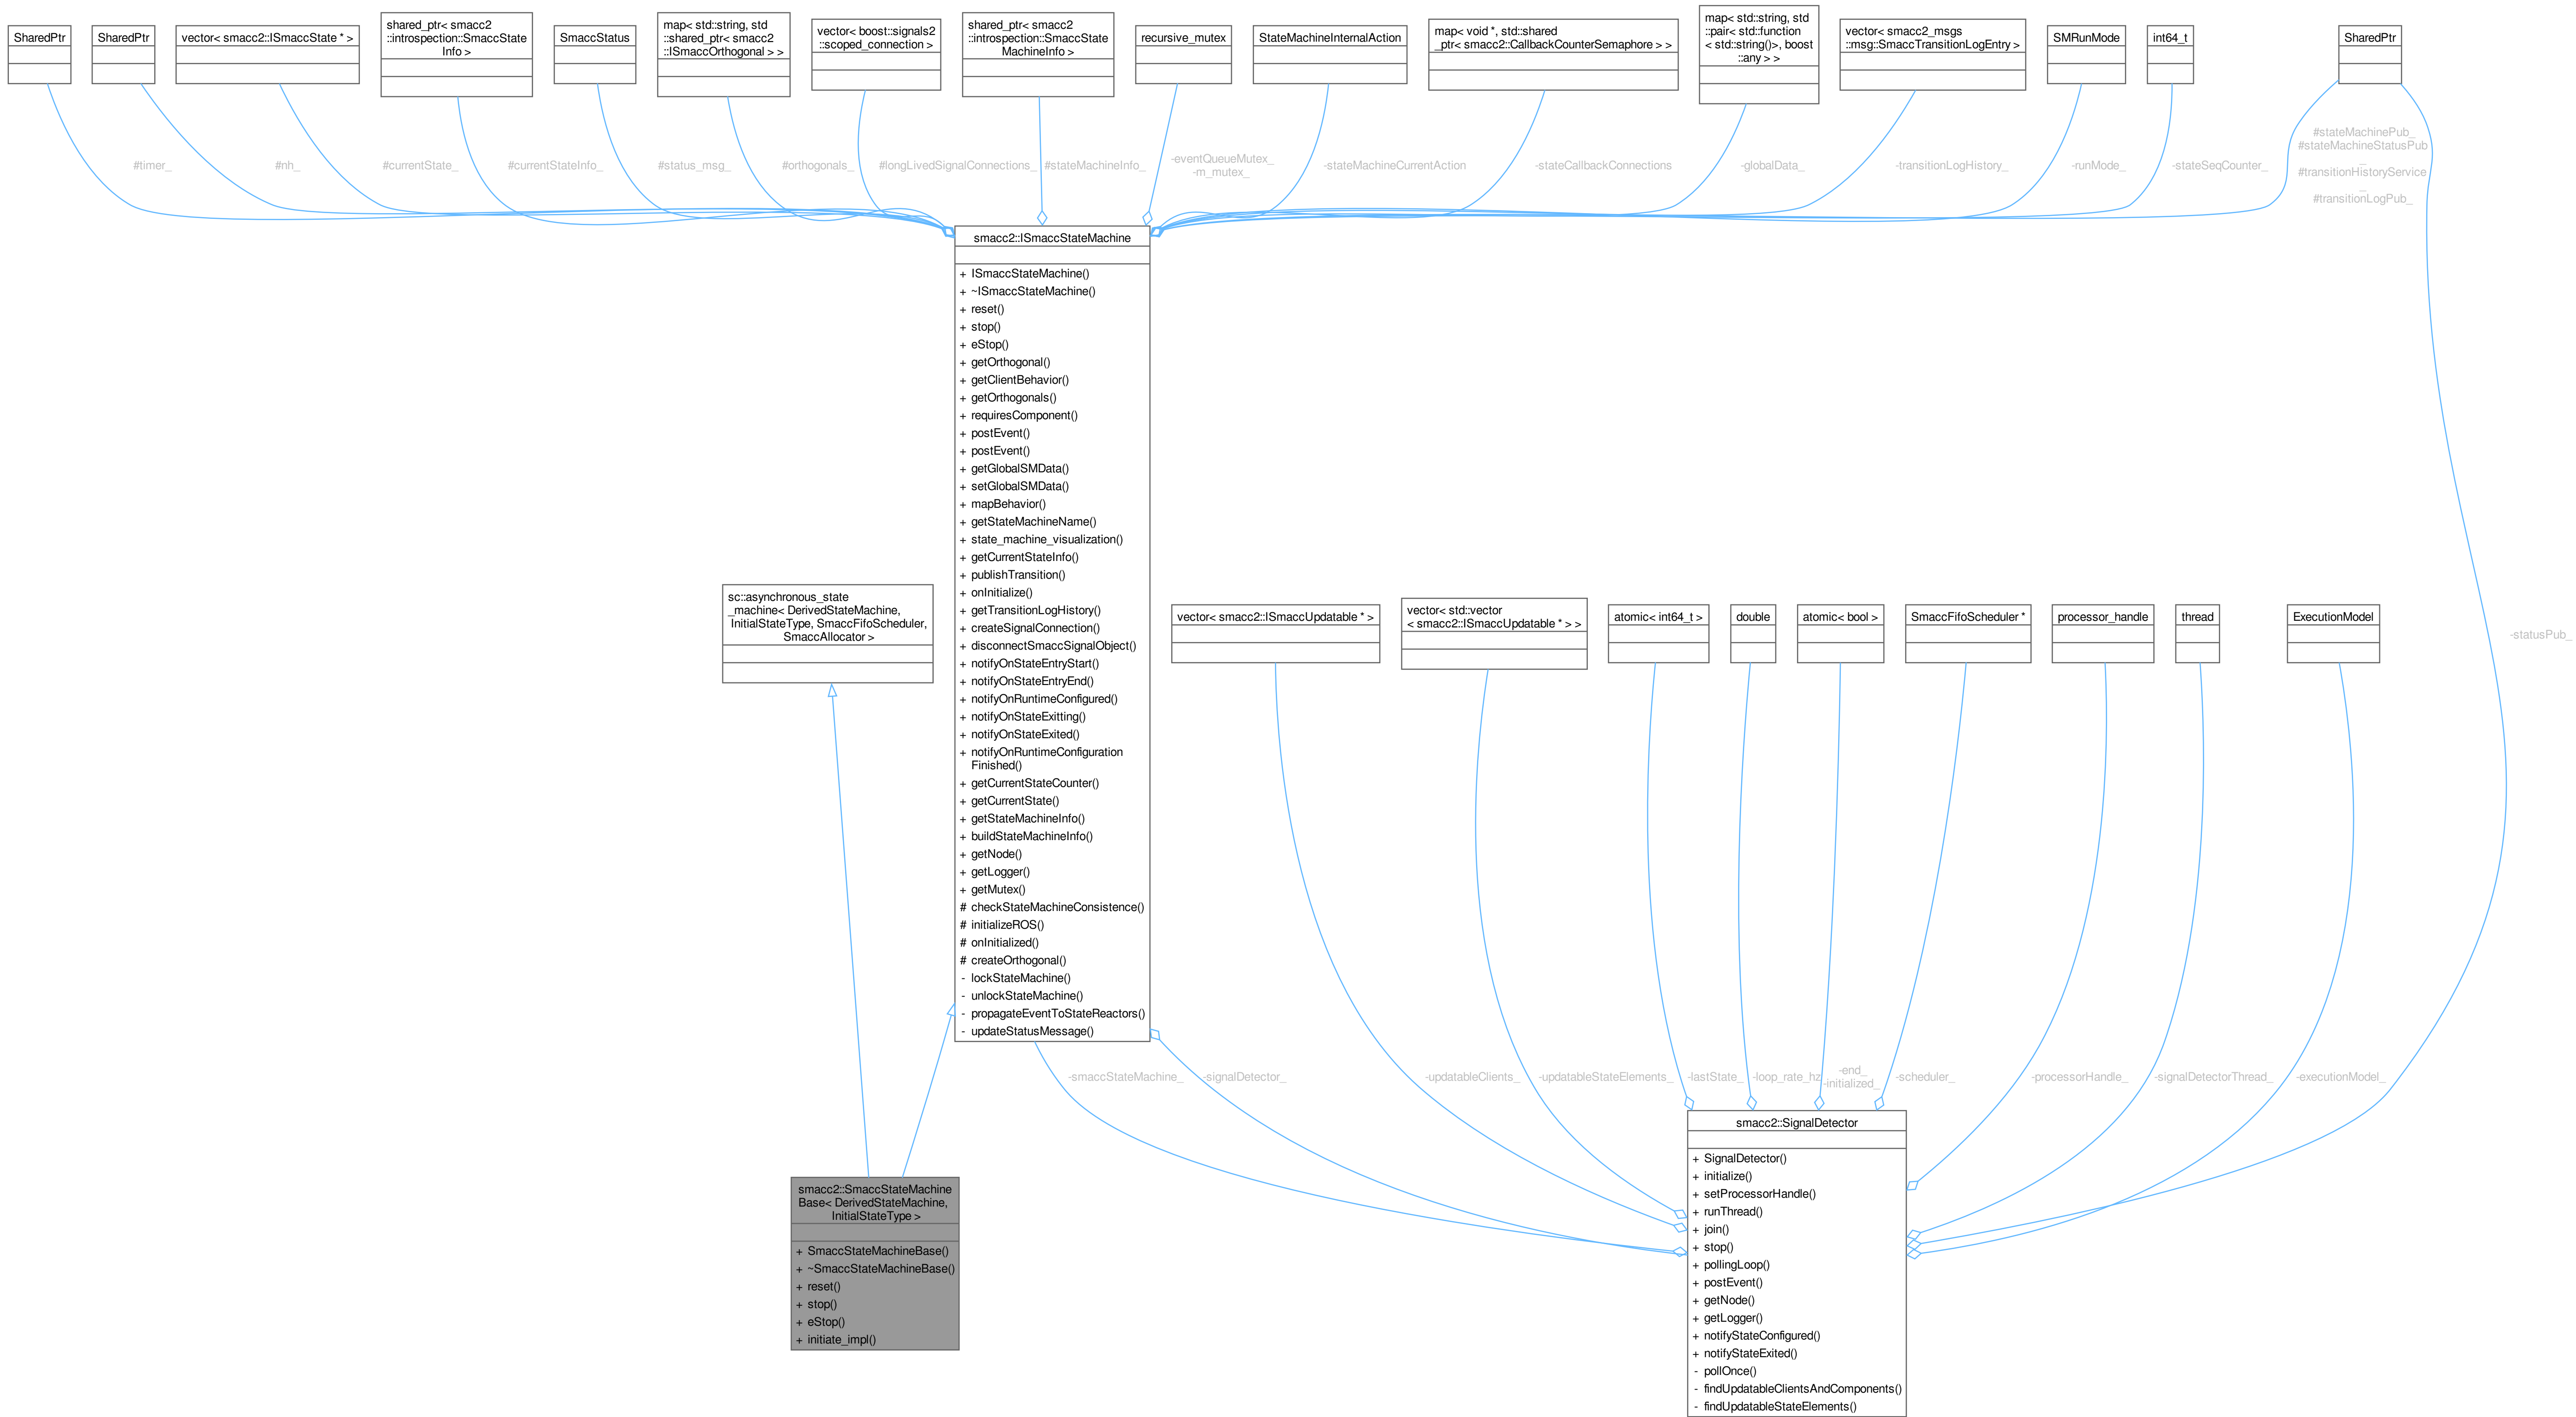 SharedPtr
SharedPtr
vector< smacc2::ISmaccState * >
shared_ptr< smacc2
::introspection::SmaccState
Info >
SmaccStatus
map< std::string, std
::shared_ptr< smacc2
::ISmaccOrthogonal > >
vector< boost::signals2
::scoped_connection >
shared_ptr< smacc2
::introspection::SmaccState
MachineInfo >
recursive_mutex
StateMachineInternalAction
map< void *, std::shared
_ptr< smacc2::CallbackCounterSemaphore > >
map< std::string, std
::pair< std::function
< std::string()>, boost
::any > >
vector< smacc2_msgs
::msg::SmaccTransitionLogEntry >
SMRunMode
int64_t
SharedPtr
#timer_
#nh_
#currentState_
#currentStateInfo_
#status_msg_
#orthogonals_
#longLivedSignalConnections_
#stateMachineInfo_
-eventQueueMutex_
-m_mutex_
-stateMachineCurrentAction
-stateCallbackConnections
-globalData_
-transitionLogHistory_
-runMode_
-stateSeqCounter_
#stateMachinePub_
#stateMachineStatusPub
_
#transitionHistoryService
_
#transitionLogPub_
smacc2::ISmaccStateMachine
+ ISmaccStateMachine()
+ ~ISmaccStateMachine()
+ reset()
+ stop()
+ eStop()
+ getOrthogonal()
+ getClientBehavior()
+ getOrthogonals()
+ requiresComponent()
+ postEvent()
+ postEvent()
+ getGlobalSMData()
+ setGlobalSMData()
+ mapBehavior()
+ getStateMachineName()
+ state_machine_visualization()
+ getCurrentStateInfo()
+ publishTransition()
+ onInitialize()
+ getTransitionLogHistory()
+ createSignalConnection()
+ disconnectSmaccSignalObject()
+ notifyOnStateEntryStart()
+ notifyOnStateEntryEnd()
+ notifyOnRuntimeConfigured()
+ notifyOnStateExitting()
+ notifyOnStateExited()
+ notifyOnRuntimeConfiguration
Finished()
+ getCurrentStateCounter()
+ getCurrentState()
+ getStateMachineInfo()
+ buildStateMachineInfo()
+ getNode()
+ getLogger()
+ getMutex()
# checkStateMachineConsistence()
# initializeROS()
# onInitialized()
# createOrthogonal()
- lockStateMachine()
- unlockStateMachine()
- propagateEventToStateReactors()
- updateStatusMessage()
sc::asynchronous_state
_machine< DerivedStateMachine,
InitialStateType, SmaccFifoScheduler,
SmaccAllocator >
vector< smacc2::ISmaccUpdatable * >
vector< std::vector
< smacc2::ISmaccUpdatable * > >
atomic< int64_t >
double
atomic< bool >
SmaccFifoScheduler *
processor_handle
thread
ExecutionModel
-statusPub_
-smaccStateMachine_
-signalDetector_
-updatableClients_
-updatableStateElements_
-lastState_
-loop_rate_hz
-end_
-initialized_
-scheduler_
-processorHandle_
-signalDetectorThread_
-executionModel_
smacc2::SmaccStateMachine
Base< DerivedStateMachine,
InitialStateType >
+ SmaccStateMachineBase()
+ ~SmaccStateMachineBase()
+ reset()
+ stop()
+ eStop()
+ initiate_impl()
smacc2::SignalDetector
+ SignalDetector()
+ initialize()
+ setProcessorHandle()
+ runThread()
+ join()
+ stop()
+ pollingLoop()
+ postEvent()
+ getNode()
+ getLogger()
+ notifyStateConfigured()
+ notifyStateExited()
- pollOnce()
- findUpdatableClientsAndComponents()
- findUpdatableStateElements()